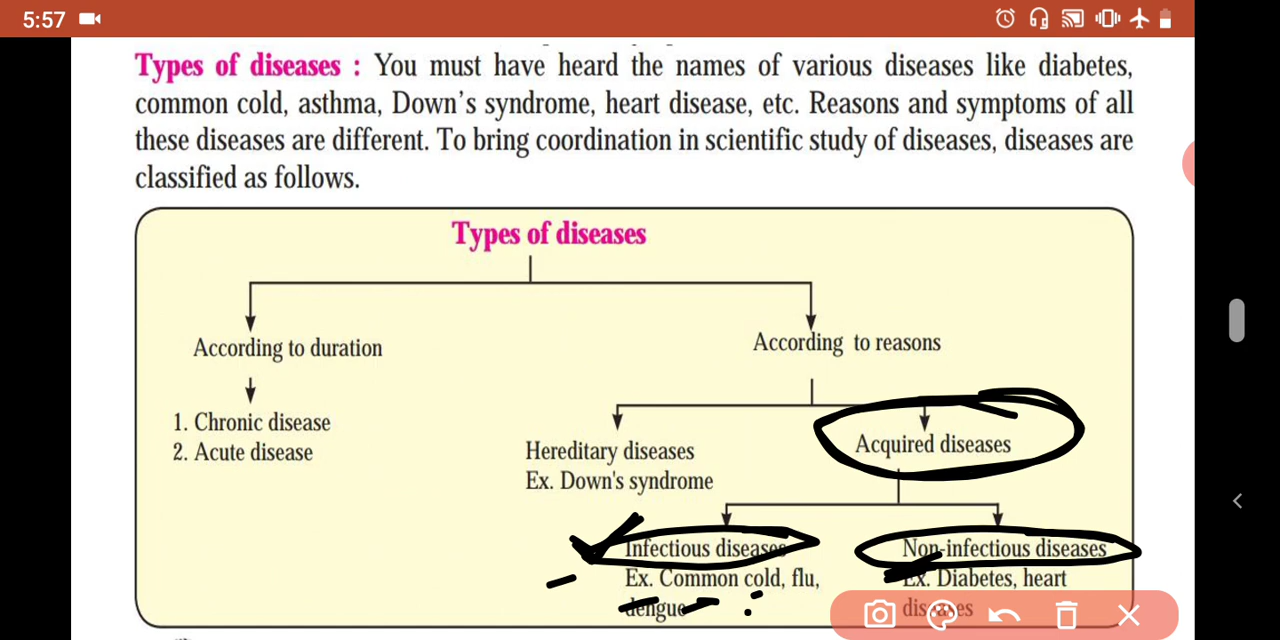 5:57
Types of diseases : You must have heard the names of various diseases like diabetes,
common cold, asthma, Down's syndrome, heart disease, etc. Reasons and symptoms of all
these diseases are different. To bring coordination in scientific study of diseases, diseases are
classified as follows.
Types of diseases
According to duration
According to reasons
1. Chronic disease
2. Acute disease
Hereditary diseases
Ex. Down's syndrome
Acquired diseases
Infectious diseases
Ex. Common cold, flu,
dengue
Non-infectious diseases
Ex. Diabetes, heart
diseases